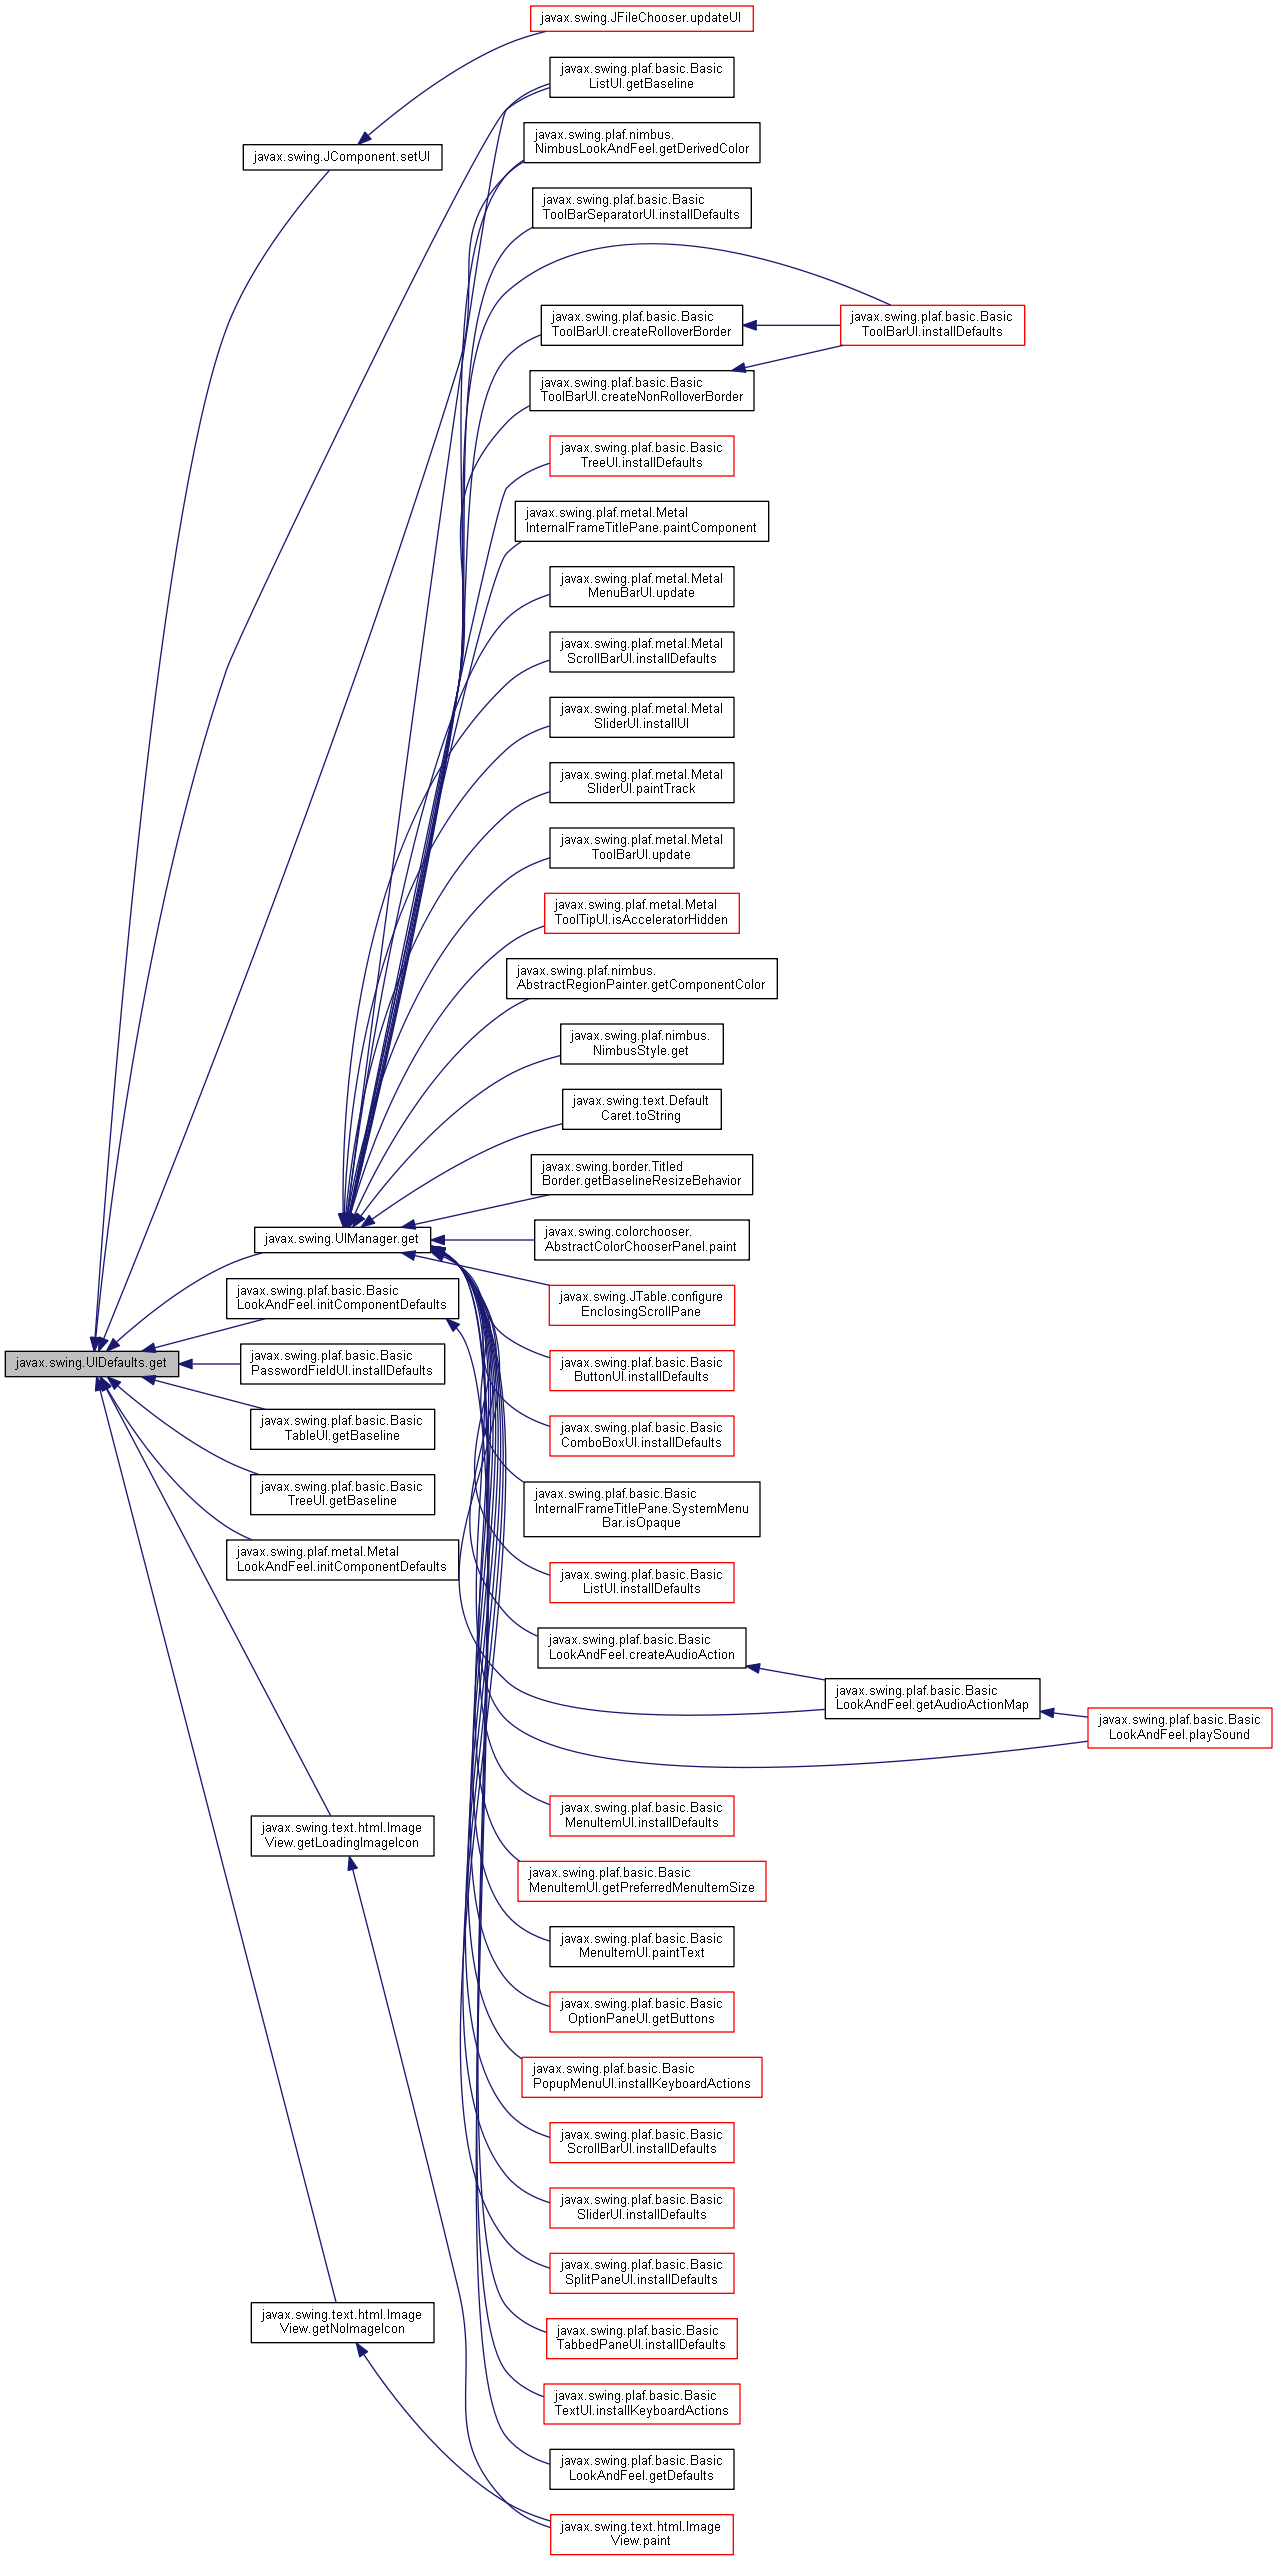 javax.swing.JFileChooser.updateUI
javax.swing.plaf.basic.Basic
ListUI.getBaseline
javax.swing.plaf.nimbus.
NimbusLookAndFeel.getDerivedColor
javax.swing.JComponent.setUI
javax.swing.plaf.basic.Basic
ToolBarSeparatorUI.installDefaults
javax.swing.plaf.basic.Basic
ToolBarUI.createRolloverBorder
javax.swing.plaf.basic.Basic
ToolBarUI.installDefaults
javax.swing.plaf.basic.Basic
ToolBarUI.createNonRolloverBorder
javax.swing.plaf.basic.Basic
TreeUI.installDefaults
javax.swing.plaf.metal.Metal
InternalFrameTitlePane.paintComponent
javax.swing.plaf.metal.Metal
MenuBarUI.update
javax.swing.plaf.metal.Metal
ScrollBarUI.installDefaults
javax.swing.plaf.metal.Metal
SliderUI.installUI
javax.swing.plaf.metal.Metal
SliderUI.paintTrack
javax.swing.plaf.metal.Metal
ToolBarUI.update
javax.swing.plaf.metal.Metal
ToolTipUI.isAcceleratorHidden
javax.swing.plaf.nimbus.
AbstractRegionPainter.getComponentColor
javax.swing.plaf.nimbus.
NimbusStyle.get
javax.swing.text.Default
Caret.toString
javax.swing.border.Titled
Border.getBaselineResizeBehavior
javax.swing.UIManager.get
javax.swing.colorchooser.
AbstractColorChooserPanel.paint
javax.swing.plaf.basic.Basic
LookAndFeel.initComponentDefaults
javax.swing.JTable.configure
EnclosingScrollPane
javax.swing.UIDefaults.get
javax.swing.plaf.basic.Basic
PasswordFieldUI.installDefaults
javax.swing.plaf.basic.Basic
ButtonUI.installDefaults
javax.swing.plaf.basic.Basic
TableUI.getBaseline
javax.swing.plaf.basic.Basic
ComboBoxUI.installDefaults
javax.swing.plaf.basic.Basic
TreeUI.getBaseline
javax.swing.plaf.basic.Basic
InternalFrameTitlePane.SystemMenu
Bar.isOpaque
javax.swing.plaf.metal.Metal
LookAndFeel.initComponentDefaults
javax.swing.plaf.basic.Basic
ListUI.installDefaults
javax.swing.plaf.basic.Basic
LookAndFeel.createAudioAction
javax.swing.plaf.basic.Basic
LookAndFeel.getAudioActionMap
javax.swing.plaf.basic.Basic
LookAndFeel.playSound
javax.swing.plaf.basic.Basic
MenuItemUI.installDefaults
javax.swing.text.html.Image
View.getLoadingImageIcon
javax.swing.plaf.basic.Basic
MenuItemUI.getPreferredMenuItemSize
javax.swing.plaf.basic.Basic
MenuItemUI.paintText
javax.swing.plaf.basic.Basic
OptionPaneUI.getButtons
javax.swing.plaf.basic.Basic
PopupMenuUI.installKeyboardActions
javax.swing.plaf.basic.Basic
ScrollBarUI.installDefaults
javax.swing.plaf.basic.Basic
SliderUI.installDefaults
javax.swing.plaf.basic.Basic
SplitPaneUI.installDefaults
javax.swing.text.html.Image
View.getNoImageIcon
javax.swing.plaf.basic.Basic
TabbedPaneUI.installDefaults
javax.swing.plaf.basic.Basic
TextUI.installKeyboardActions
javax.swing.plaf.basic.Basic
LookAndFeel.getDefaults
javax.swing.text.html.Image
View.paint